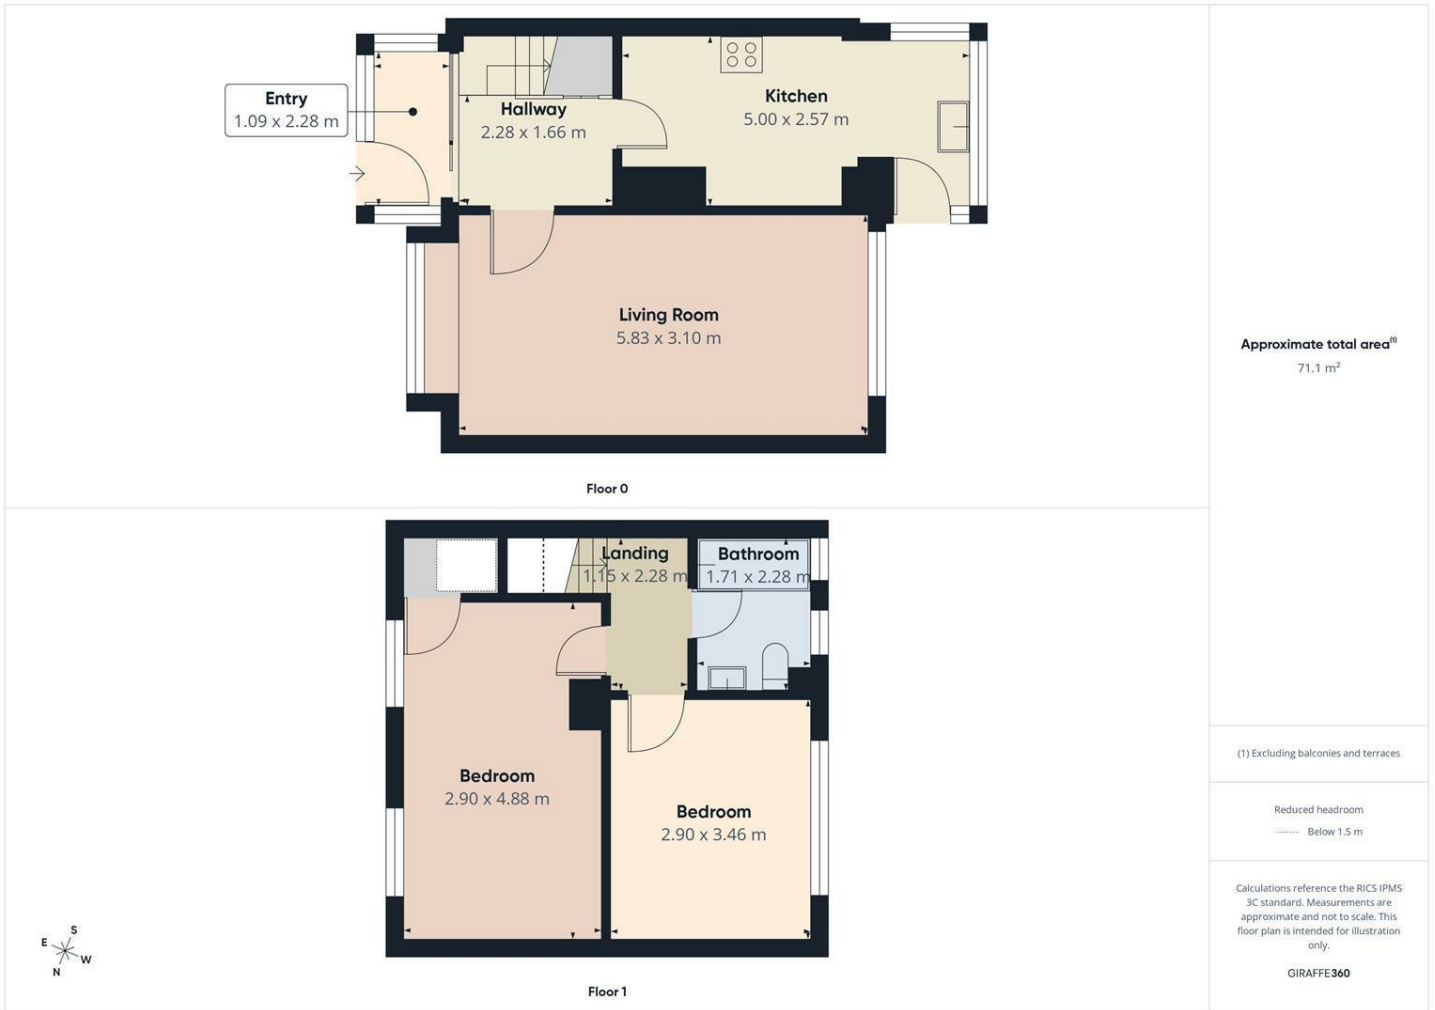 Entry
1.09 x 2.28 m
Hallway
2.28 x 1.66 m
Kitchen
5.00 x 2.57 m
Living Room
5.83 x 3.10 m
Floor 0
Landing
1.15 x 2.28 m
Bathroom
1.71 x 2.28 m
Bedroom
2.90 x 4.88 m
Bedroom
2.90 x 3.46 m
S
E
W
N
Floor 1
Approximate total area(1)
71.1 m²
(1) Excluding balconies and terraces
Reduced headroom
Below 1.5 m
Calculations reference the RICS IPMS
3C standard. Measurements are
approximate and not to scale. This
floor plan is intended for illustration
only.
GIRAFFE360